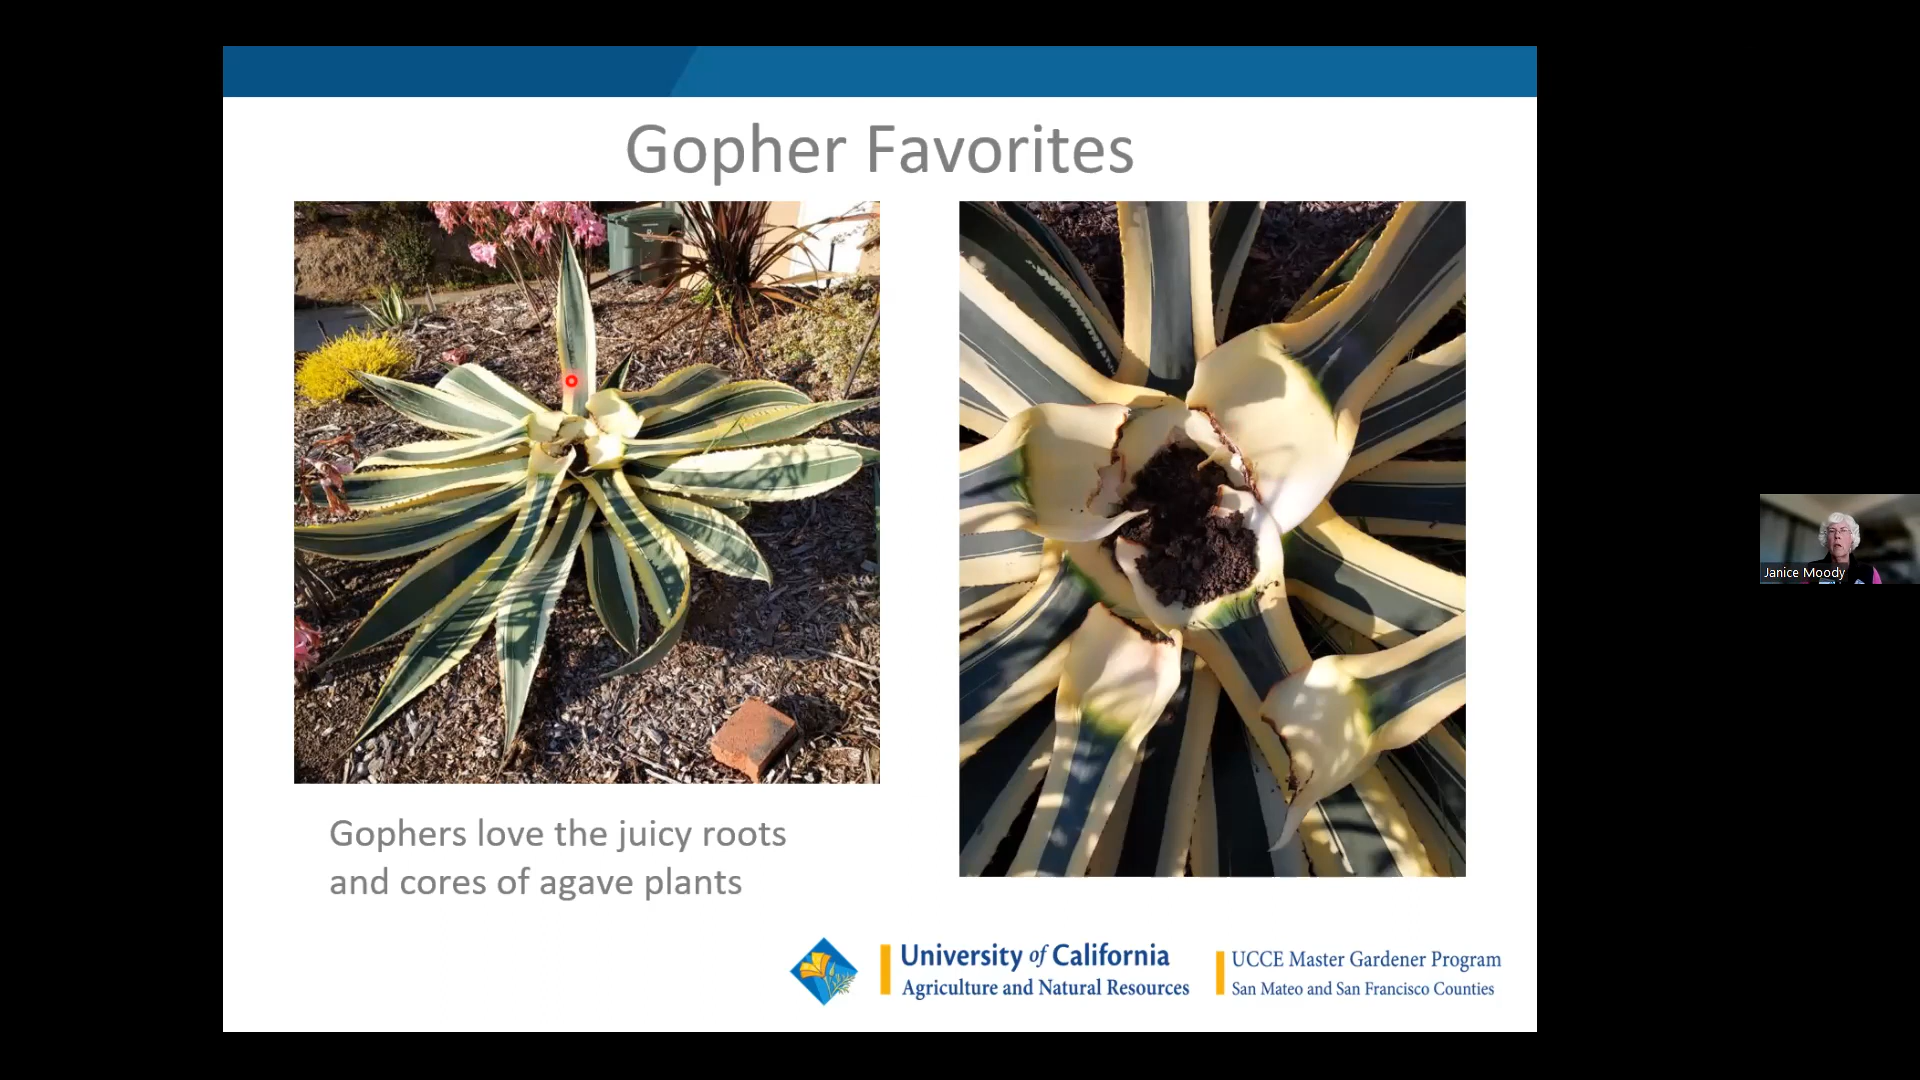 Gopher Favorites
Gophers love the juicy roots
and cores of agave plants
University of California
Agriculture and Natural Resources
UCCE Master Gardener Program
San Mateo and San Francisco Counties
Janice Moody